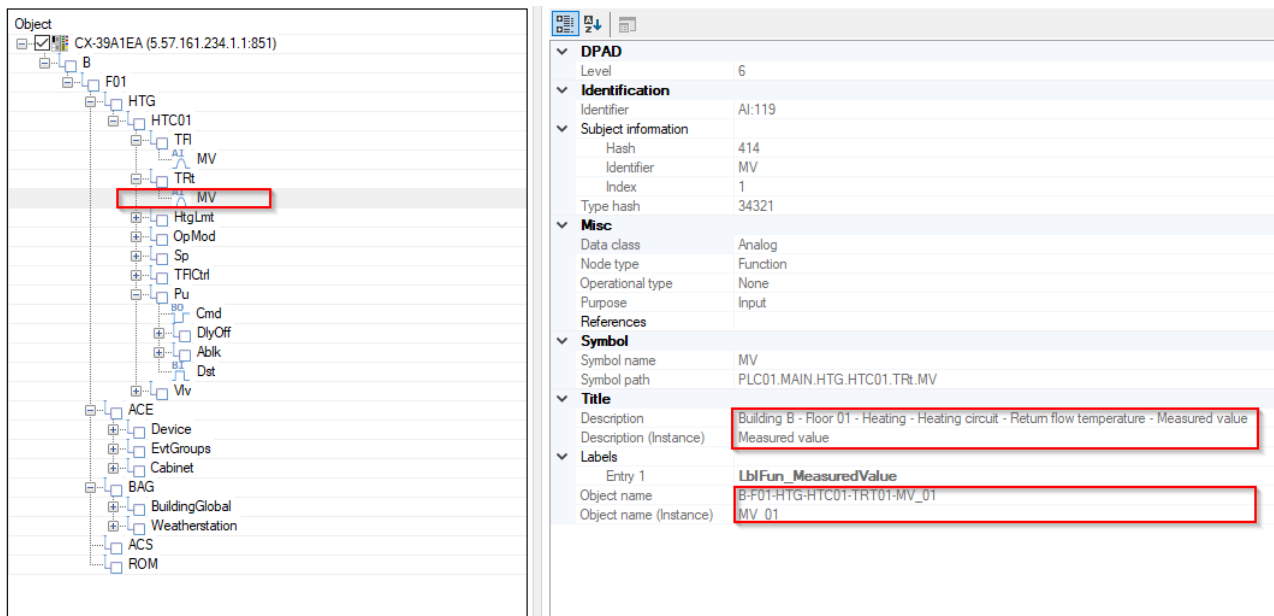 Object
CX-39A1EA (5.57.161.234.1.1:851)
B
F01
HTG
HTC01
TFl
AI MV
TRt
AI MV
HtgLmt
OpMod
Sp
TFlCtrl
Pu
BO Cmd
DlyOff
Ablk
BI Dst
Vlv
ACE
Device
EvtGroups
Cabinet
BAG
BuildingGlobal
Weatherstation
ACS
ROM
DPAD
Level 6
Identification
Identifier AI:119
Subject information
Hash 414
Identifier MV
Index 1
Type hash 34321
Misc
Data class Analog
Node type Function
Operational type None
Purpose Input
References
Symbol
Symbol name MV
Symbol path PLC01.MAIN.HTG.HTC01.TRt.MV
Title
Description Building B - Floor 01 - Heating - Heating circuit - Return flow temperature - Measured value
Description (Instance) Measured value
Labels
Entry 1 LblFun_MeasuredValue
Object name B-F01-HTG-HTC01-TRT01-MV_01
Object name (Instance) MV_01